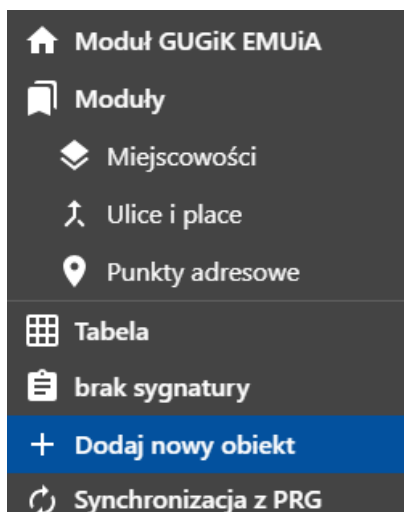 Moduł GUGiK EMUiA
Moduły
Miejscowości
Ulice i place
Punkty adresowe
Tabela
brak sygnatury
Dodaj nowy obiekt
Synchronizacja z PRG